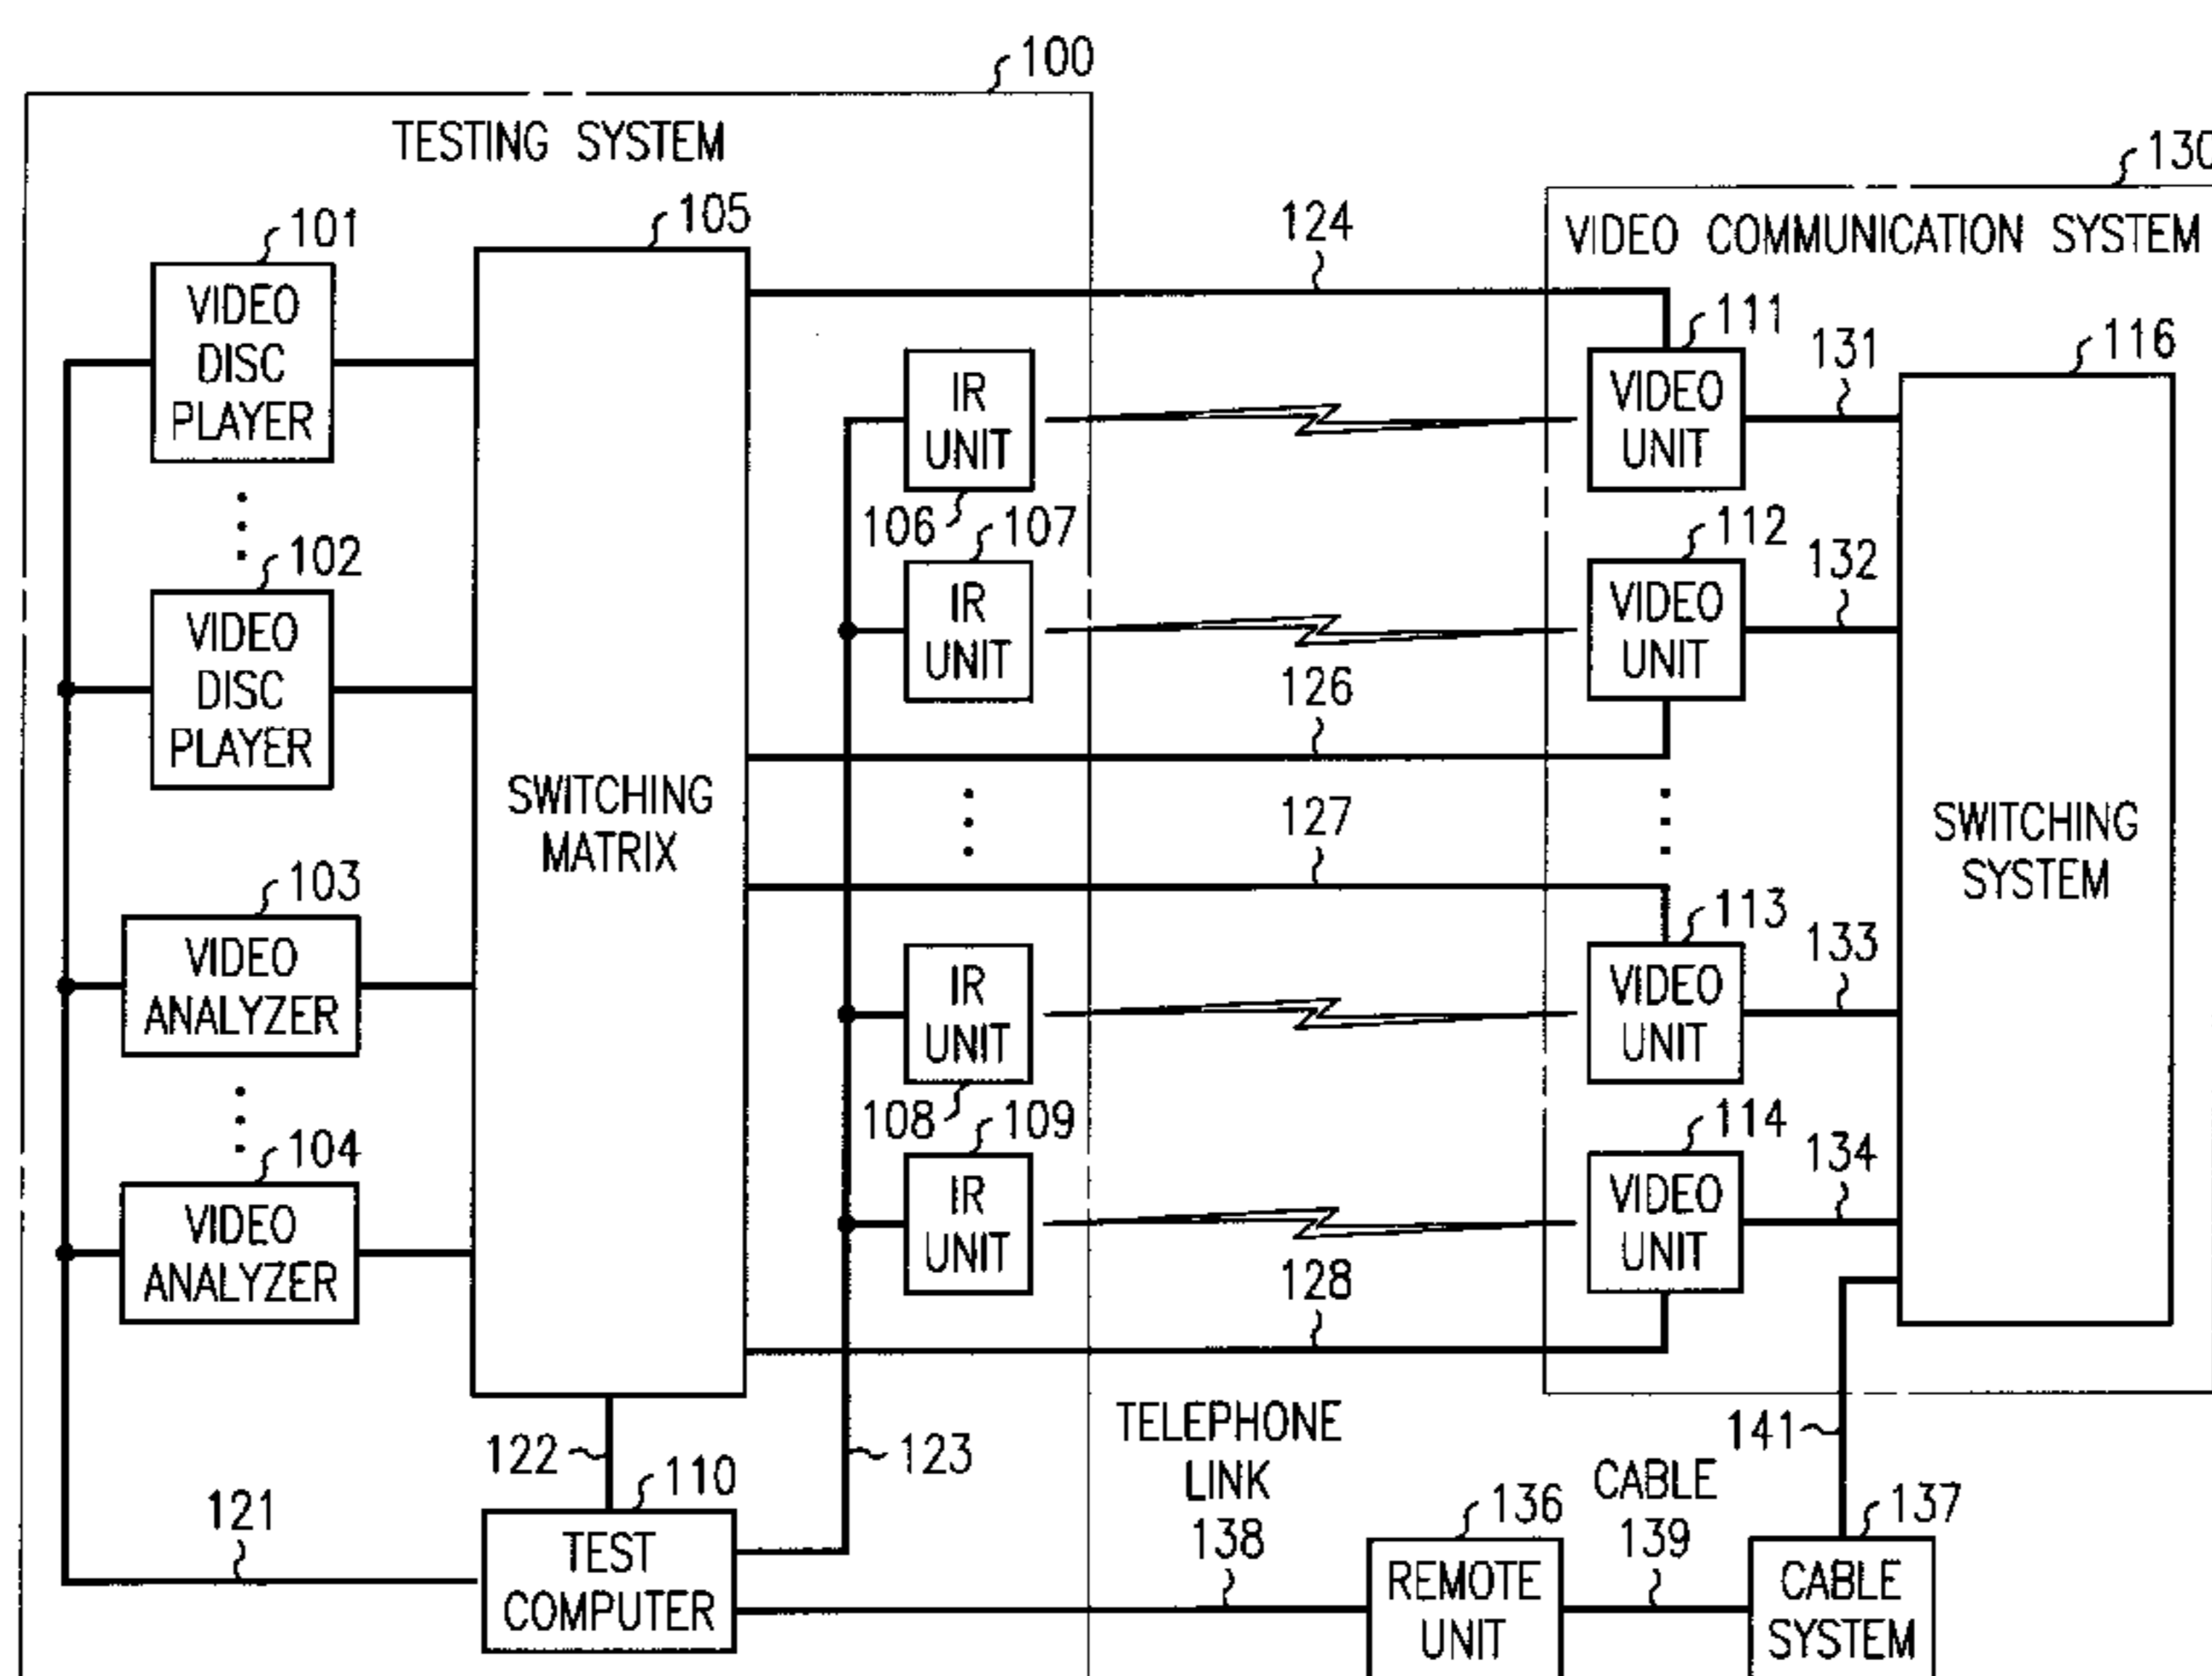 100
TESTING SYSTEM
130
VIDEO COMMUNICATION SYSTEM
101
VIDEO
DISC
PLAYER
105
SWITCHING
MATRIX
124
IR
UNIT
106
111
VIDEO
UNIT
131
116
SWITCHING
SYSTEM
102
VIDEO
DISC
PLAYER
107
IR
UNIT
126
112
VIDEO
UNIT
132
127
103
VIDEO
ANALYZER
IR
UNIT
108
113
VIDEO
UNIT
133
104
VIDEO
ANALYZER
109
IR
UNIT
128
114
VIDEO
UNIT
134
122
123
121
110
TEST
COMPUTER
TELEPHONE
LINK
138
136
REMOTE
UNIT
CABLE
139
141
137
CABLE
SYSTEM